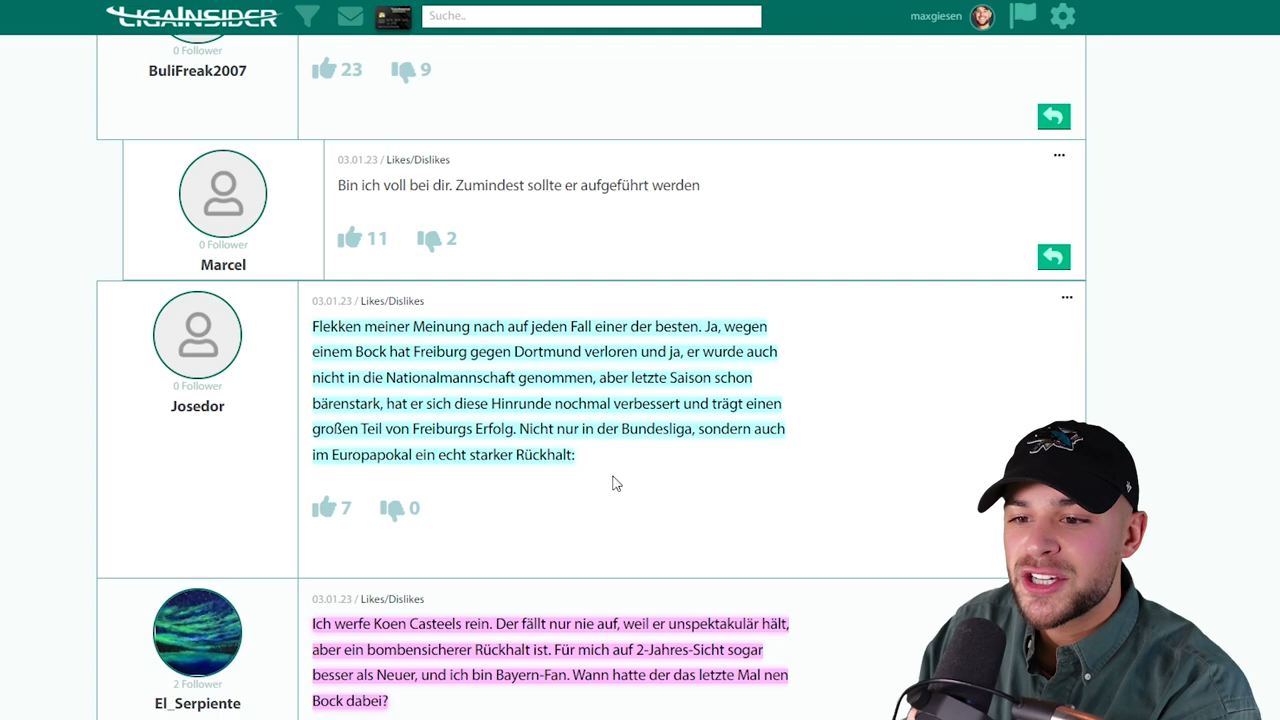 LIGAINSIDER
Suche..
maxgiesen
0 Follower
BuliFreak2007
23 9
03.01.23 / Likes/Dislikes
Bin ich voll bei dir. Zumindest sollte er aufgeführt werden
11 2
0 Follower
Marcel
03.01.23 / Likes/Dislikes
Flekken meiner Meinung nach auf jeden Fall einer der besten. Ja, wegen
einem Bock hat Freiburg gegen Dortmund verloren und ja, er wurde auch
nicht in die Nationalmannschaft genommen, aber letzte Saison schon
bärenstark, hat er sich diese Hinrunde nochmal verbessert und trägt einen
großen Teil von Freiburgs Erfolg. Nicht nur in der Bundesliga, sondern auch
im Europapokal ein echt starker Rückhalt:
7 0
0 Follower
Josedor
03.01.23 / Likes/Dislikes
Ich werfe Koen Casteels rein. Der fällt nur nie auf, weil er unspektakulär hält,
aber ein bombensicherer Rückhalt ist. Für mich auf 2-Jahres-Sicht sogar
besser als Neuer, und ich bin Bayern-Fan. Wann hatte der das letzte Mal nen
Bock dabei?
2 Follower
El_Serpiente